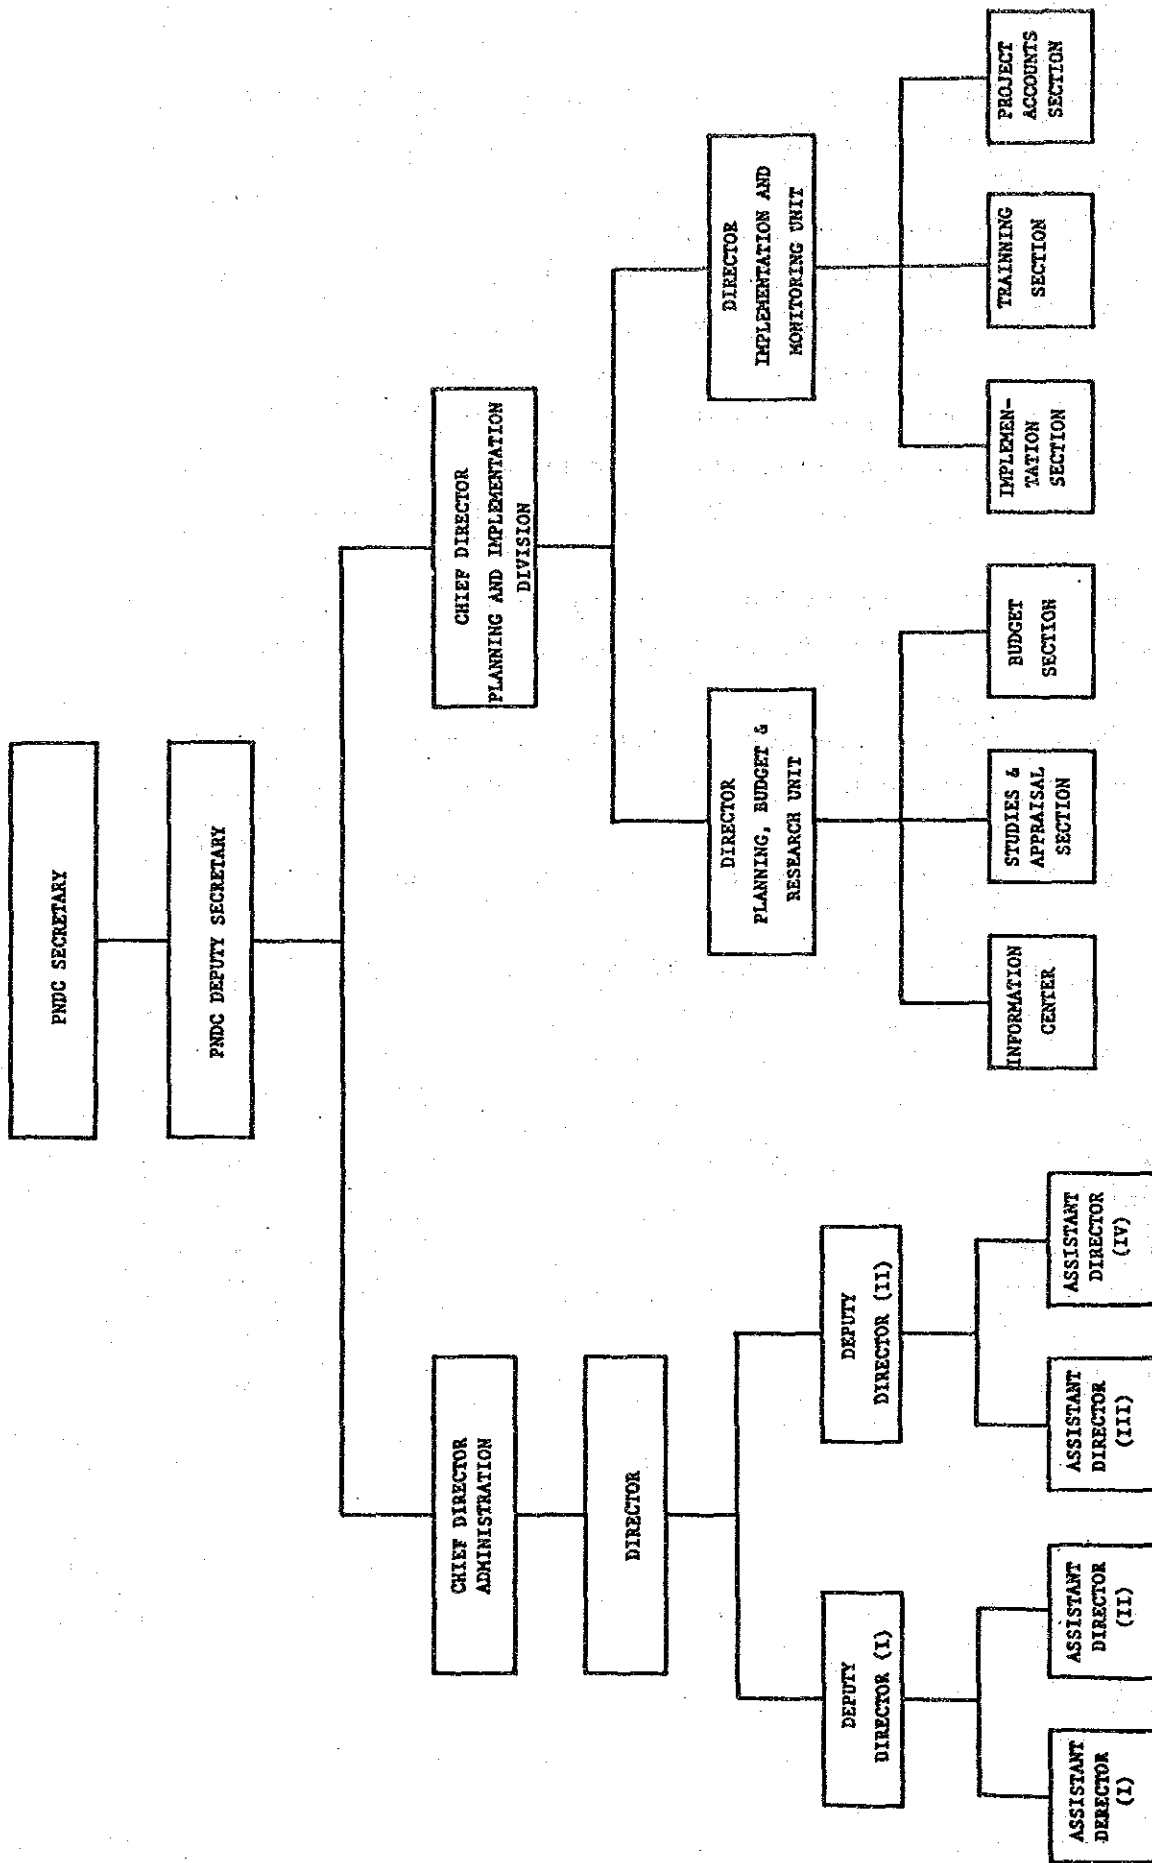 PNDC SECRETARY
PNDC DEPUTY SECRETARY
CHIEF DIRECTOR
ADMINISTRATION
CHIEF DIRECTOR
PLANNING AND IMPLEMENTATION
DIVISION
DIRECTOR
DIRECTOR
PLANNING, BUDGET &
RESEARCH UNIT
DIRECTOR
IMPLEMENTATION AND
MONITORING UNIT
DEPUTY
DIRECTOR (I)
DEPUTY
DIRECTOR (II)
INFORMATION
CENTER
STUDIES &
APPRAISAL
SECTION
BUDGET
SECTION
IMPLEMEN-
TATION
SECTION
TRAINNING
SECTION
PROJECT
ACCOUNTS
SECTION
ASSISTANT
DERECTOR
(I)
ASSISTANT
DIRECTOR
(II)
ASSISTANT
DIRECTOR
(III)
ASSISTANT
DIRECTOR
(IV)